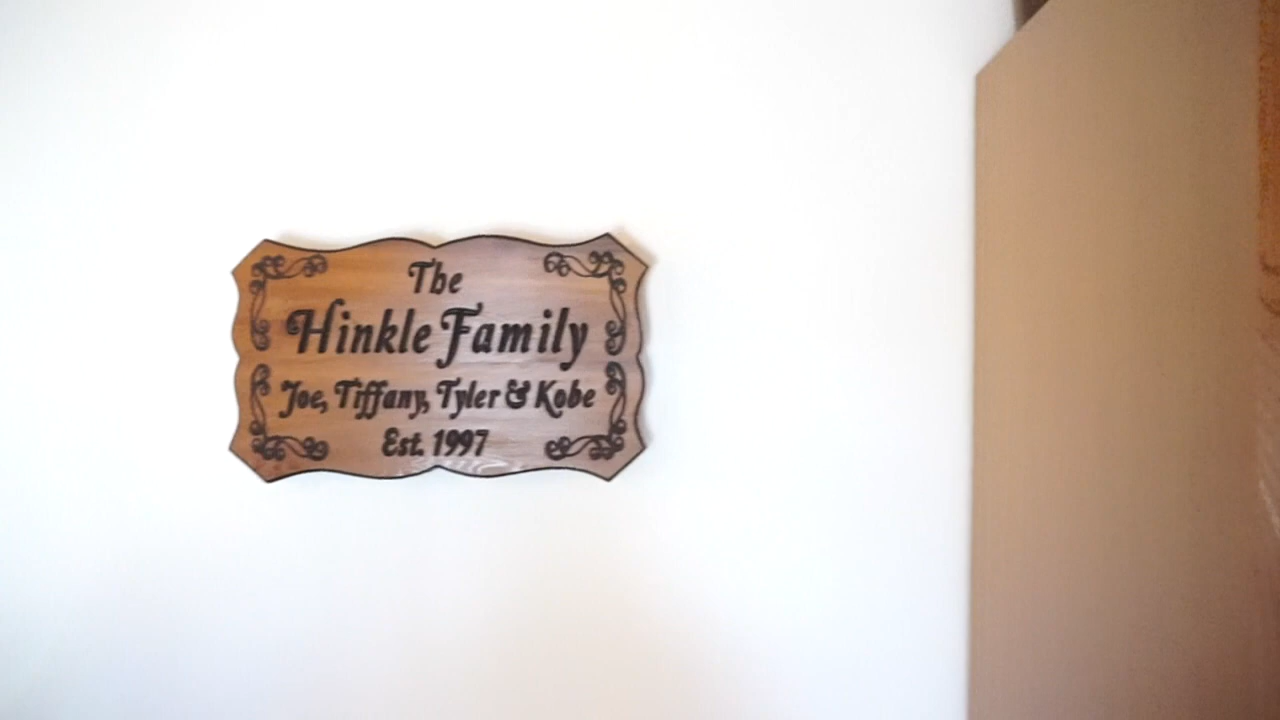 The
Hinkle Family
Joe, Tiffany, Tyler & Kobe
Est. 1997